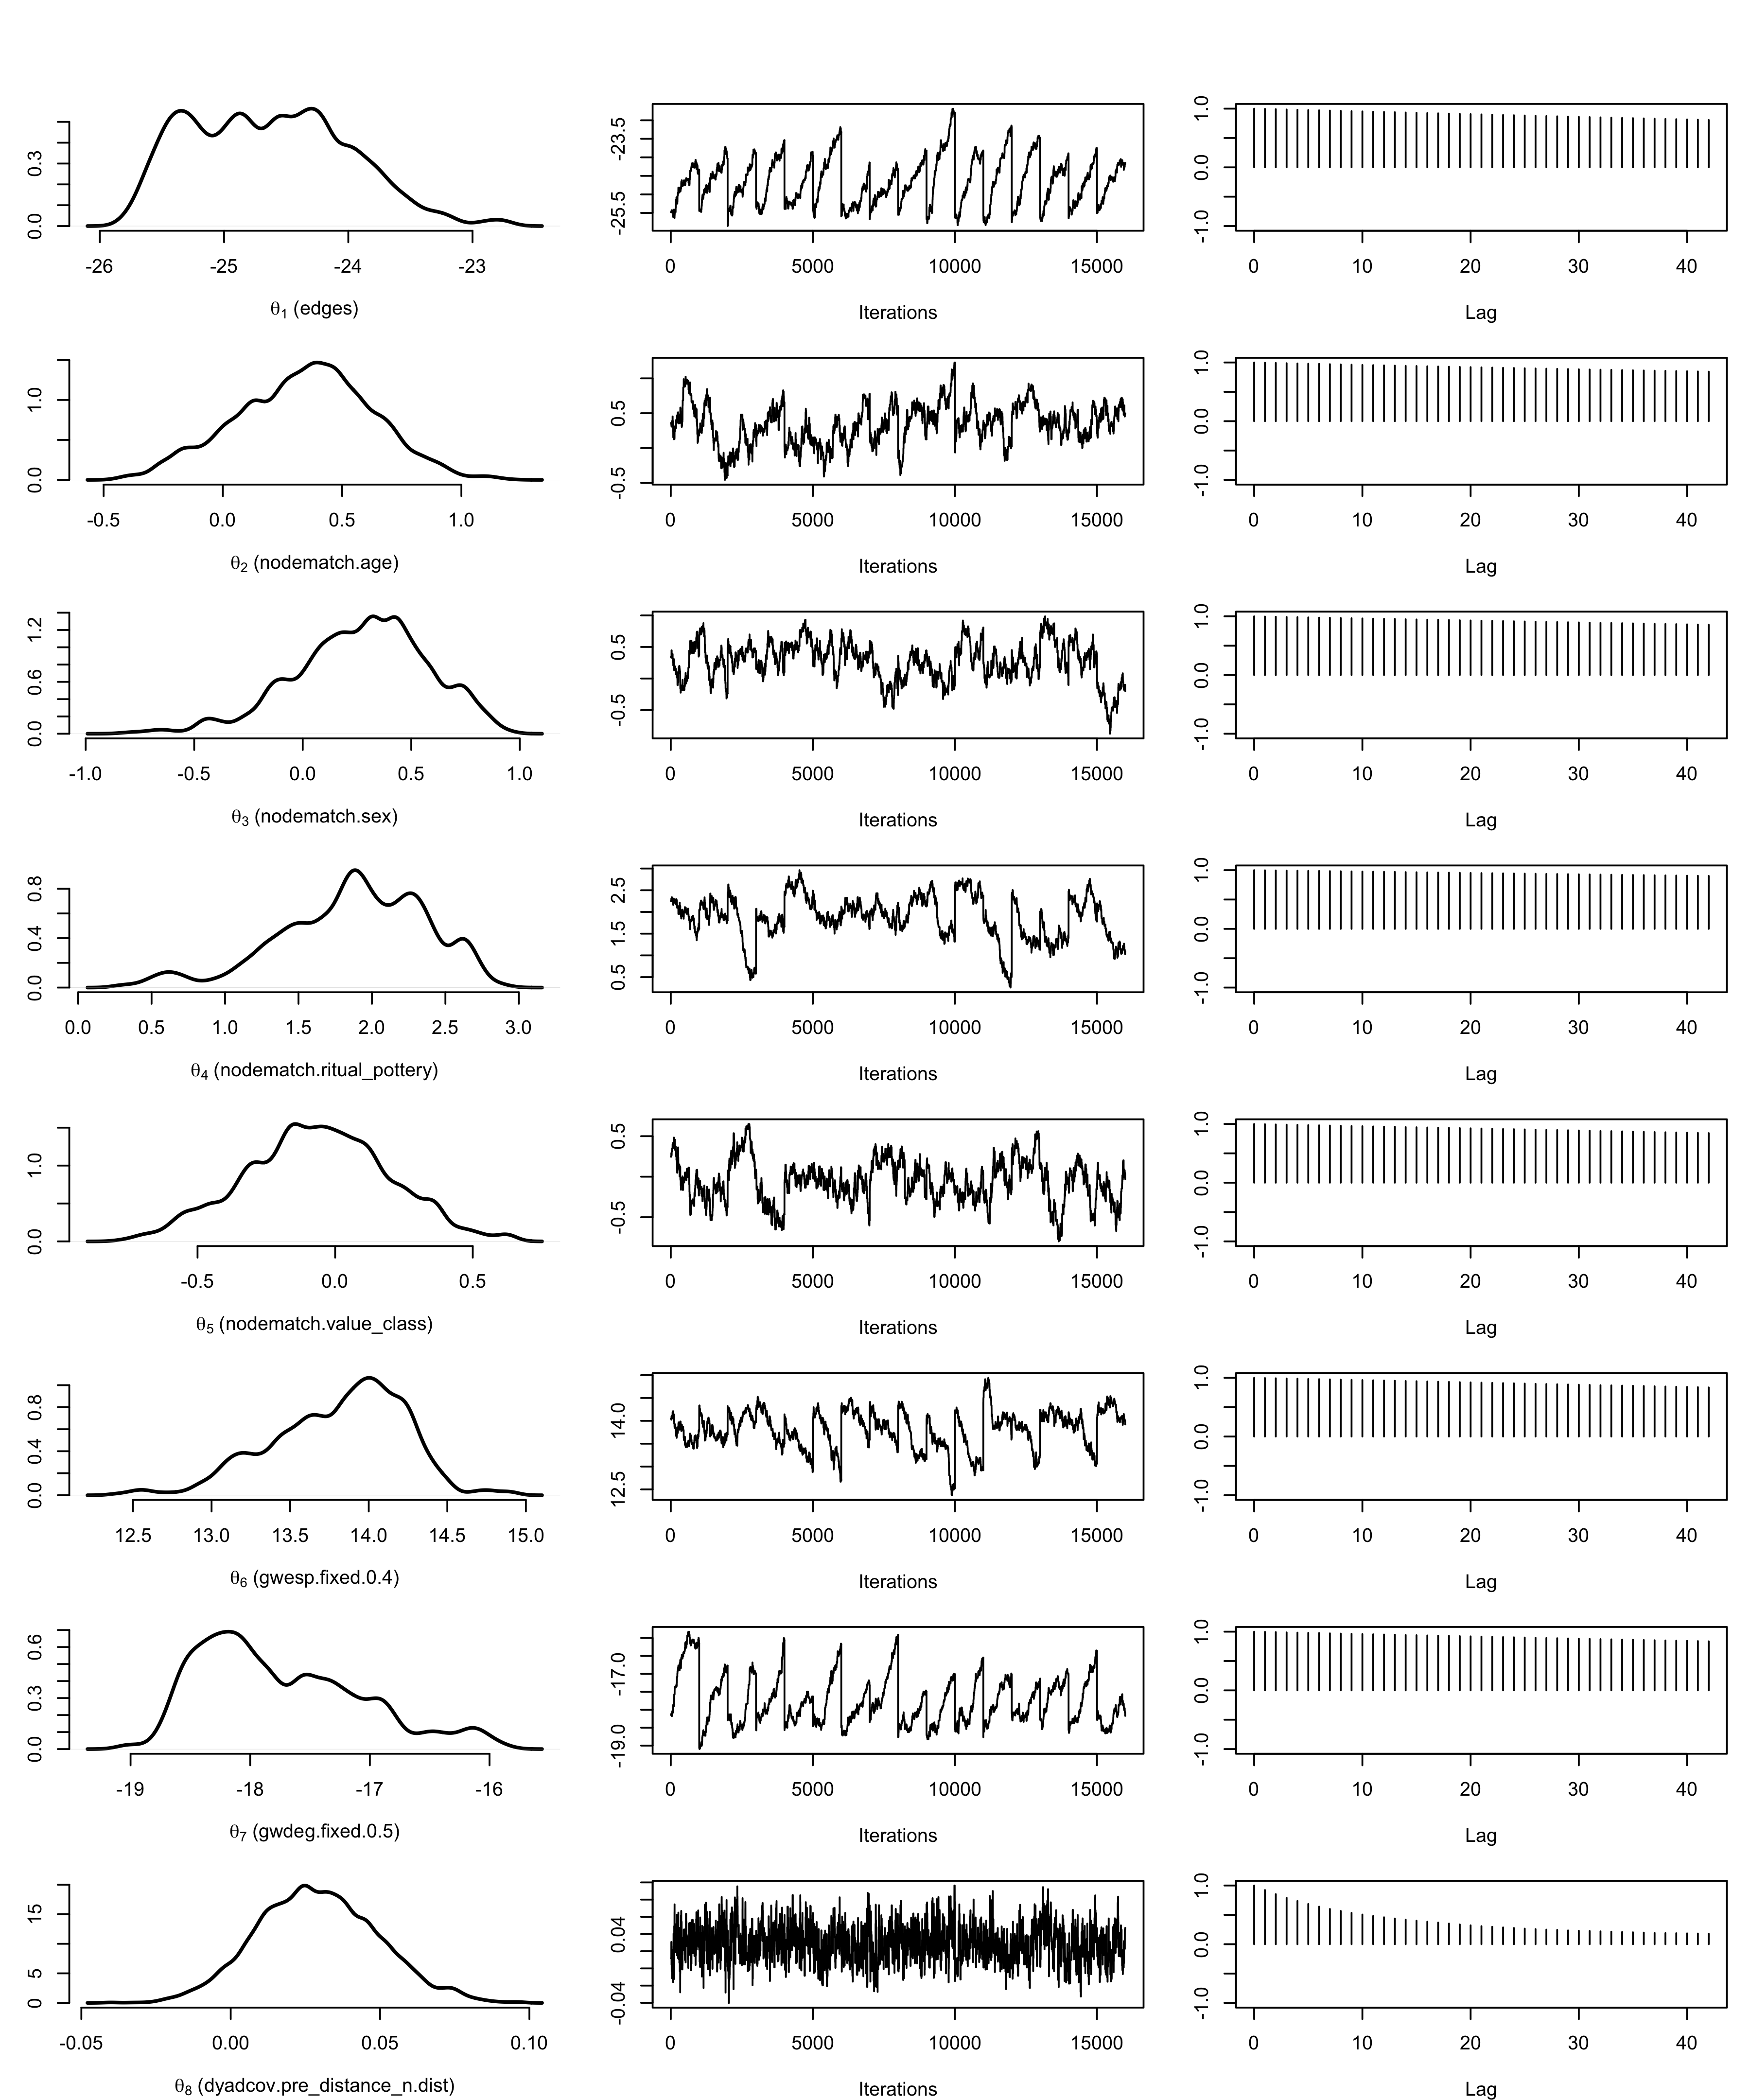 0.0 0.3
-26 -25 -24 -23
θ1 (edges)
-25.5 -23.5
0 5000 10000 15000
Iterations
-1.0 0.0 1.0
0 10 20 30 40
Lag
0.0 1.0
-0.5 0.0 0.5 1.0
θ2 (nodematch.age)
-0.5 0.5
0 5000 10000 15000
Iterations
-1.0 0.0 1.0
0 10 20 30 40
Lag
0.0 0.6 1.2
-1.0 -0.5 0.0 0.5 1.0
θ3 (nodematch.sex)
-0.5 0.5
0 5000 10000 15000
Iterations
-1.0 0.0 1.0
0 10 20 30 40
Lag
0.0 0.4 0.8
0.0 0.5 1.0 1.5 2.0 2.5 3.0
θ4 (nodematch.ritual_pottery)
0.5 1.5 2.5
0 5000 10000 15000
Iterations
-1.0 0.0 1.0
0 10 20 30 40
Lag
0.0 1.0
-0.5 0.0 0.5
θ5 (nodematch.value_class)
-0.5 0.5
0 5000 10000 15000
Iterations
-1.0 0.0 1.0
0 10 20 30 40
Lag
0.0 0.4 0.8
12.5 13.0 13.5 14.0 14.5 15.0
θ6 (gwesp.fixed.0.4)
12.5 14.0
0 5000 10000 15000
Iterations
-1.0 0.0 1.0
0 10 20 30 40
Lag
0.0 0.3 0.6
-19 -18 -17 -16
θ7 (gwdeg.fixed.0.5)
-19.0 -17.0
0 5000 10000 15000
Iterations
-1.0 0.0 1.0
0 10 20 30 40
Lag
0 5 15
-0.05 0.00 0.05 0.10
θ8 (dyadcov.pre_distance_n.dist)
-0.04 0.04
0 5000 10000 15000
Iterations
-1.0 0.0 1.0
0 10 20 30 40
Lag